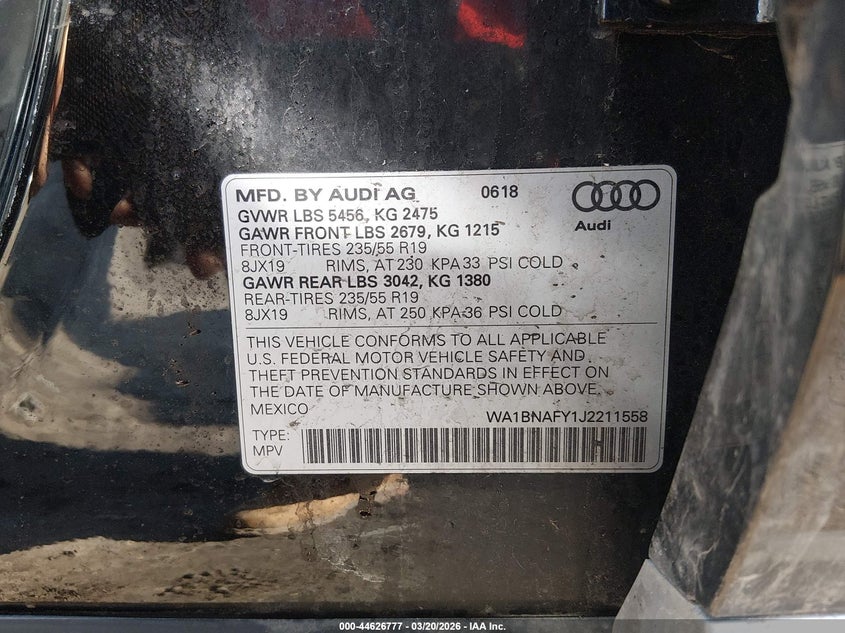 MFD. BY AUDI AG 0618
Audi
GVWR LBS 5456, KG 2475
GAWR FRONT LBS 2679, KG 1215
FRONT-TIRES 235/55 R19
8JX19 RIMS, AT 230 KPA 33 PSI COLD
GAWR REAR LBS 3042, KG 1380
REAR-TIRES 235/55 R19
8JX19 RIMS, AT 250 KPA 36 PSI COLD
THIS VEHICLE CONFORMS TO ALL APPLICABLE
U.S. FEDERAL MOTOR VEHICLE SAFETY AND
THEFT PREVENTION STANDARDS IN EFFECT ON
THE DATE OF MANUFACTURE SHOWN ABOVE.
MEXICO WA1BNAFY1J2211558
TYPE:
MPV H
000-44626777 - 03/20/2026 - IAA Inc.